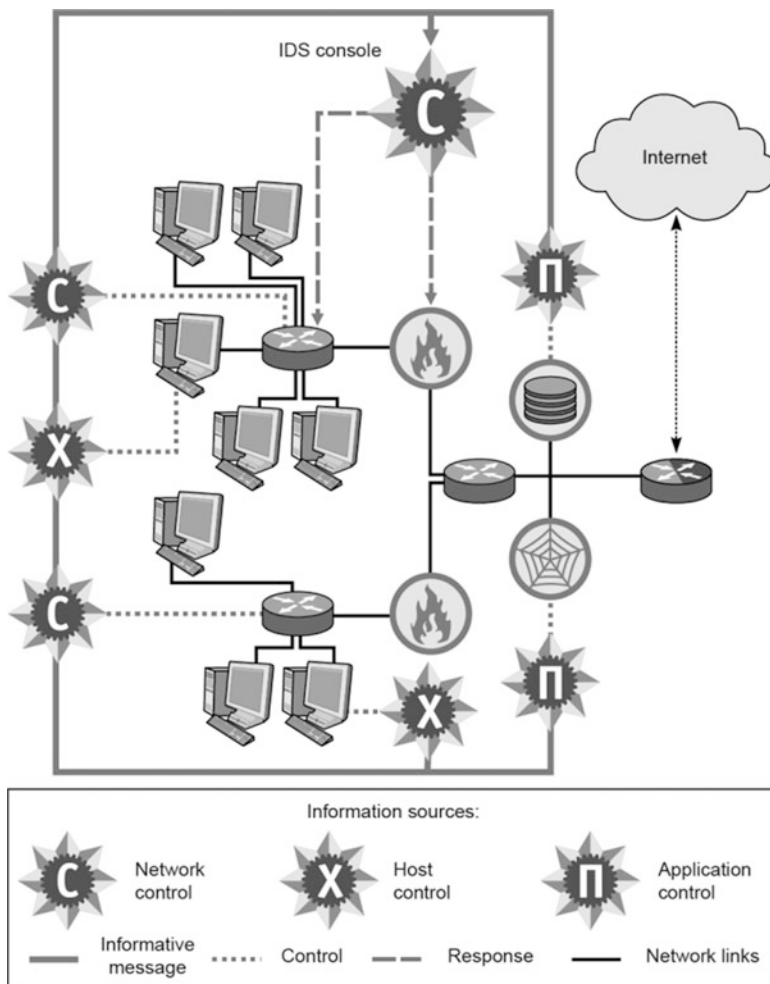 IDS console
С
Internet
С
П
Х
С
Х
П
Information sources:
С
Network
control
Х
Host
control
П
Application
control
Informative
message
Control
Response
Network links